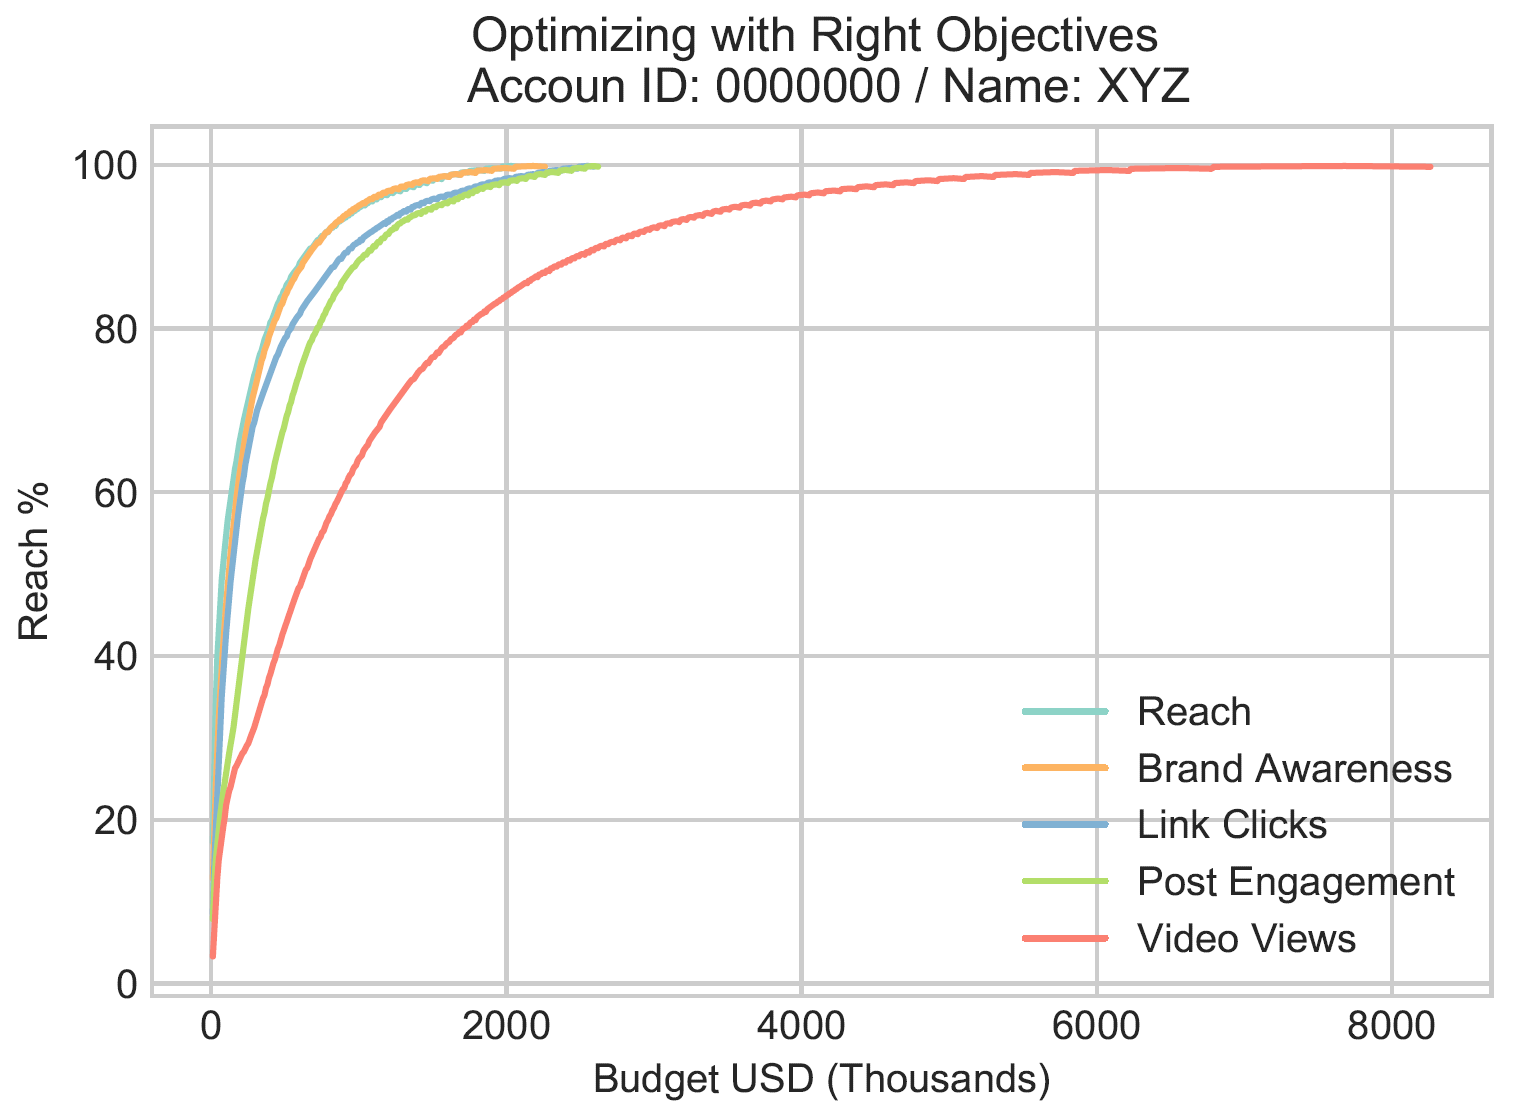 Optimizing with Right Objectives
Accoun ID: 0000000 / Name: XYZ
100
80
60
40
20
0
Reach %
Reach
Brand Awareness
Link Clicks
Post Engagement
Video Views
0 2000 4000 6000 8000
Budget USD (Thousands)